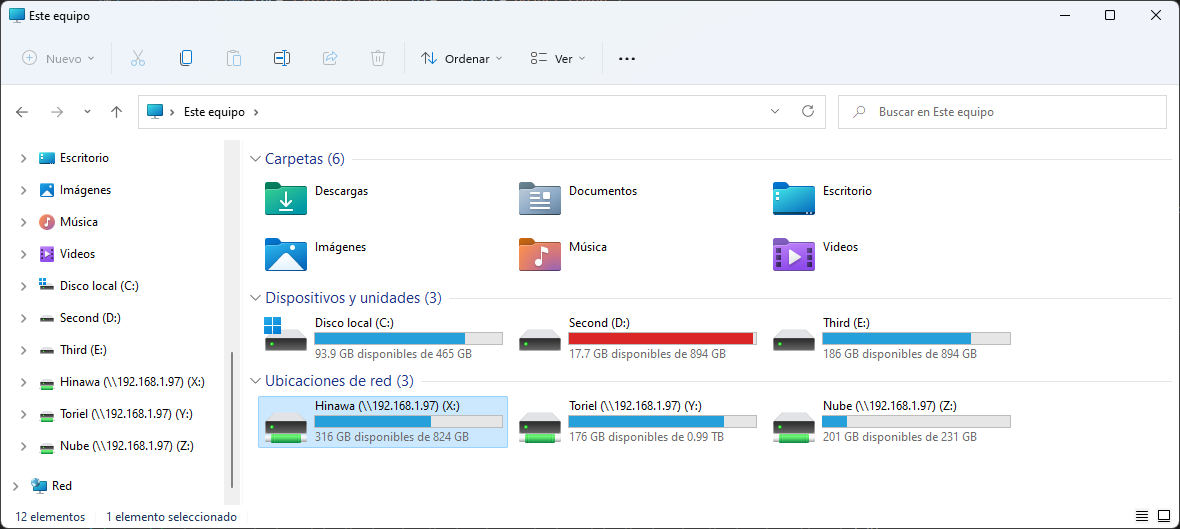 Este equipo
Nuevo
Ordenar
Ver
Este equipo
Buscar en Este equipo
Escritorio
Imágenes
Música
Videos
Disco local (C:)
Second (D:)
Third (E:)
Hinawa (\\192.168.1.97) (X:)
Toriel (\\192.168.1.97) (Y:)
Nube (\\192.168.1.97) (Z:)
Red
Carpetas (6)
Descargas
Documentos
Escritorio
Imágenes
Música
Videos
Dispositivos y unidades (3)
Disco local (C:)
93.9 GB disponibles de 465 GB
Second (D:)
17.7 GB disponibles de 894 GB
Third (E:)
186 GB disponibles de 894 GB
Ubicaciones de red (3)
Hinawa (\\192.168.1.97) (X:)
316 GB disponibles de 824 GB
Toriel (\\192.168.1.97) (Y:)
176 GB disponibles de 0.99 TB
Nube (\\192.168.1.97) (Z:)
201 GB disponibles de 231 GB
12 elementos
1 elemento seleccionado